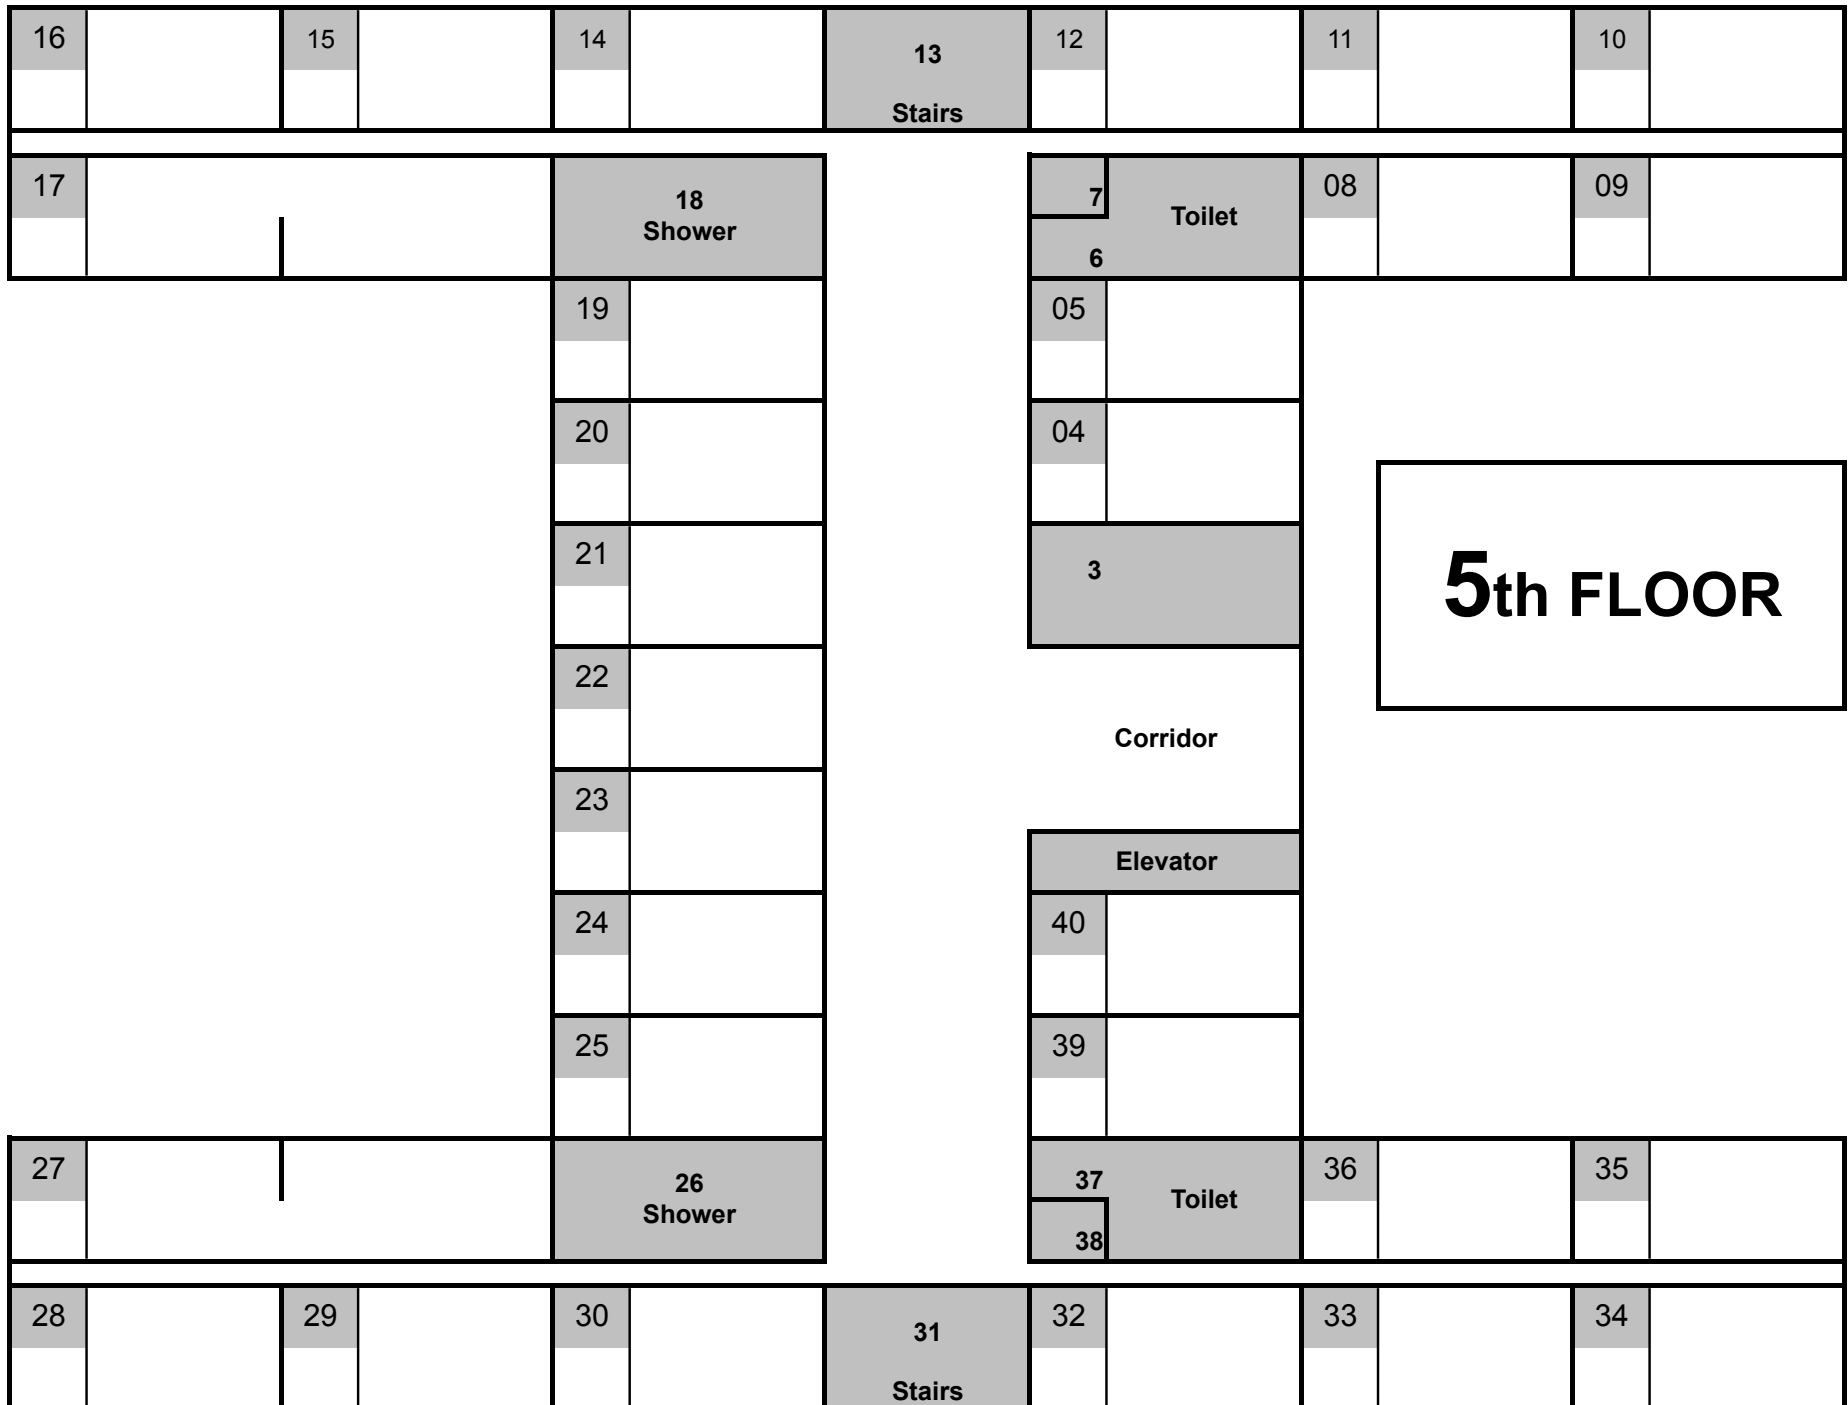 16 15 14 13 12 11 10
Stairs
17 18 7 Toilet 08 09
Shower
6
19 05
20 04
21 3
5th FLOOR
22
Corridor
23
Elevator
24 40
25 39
27 26 37 Toilet 36 35
Shower
38
28 29 30 31 32 33 34
Stairs